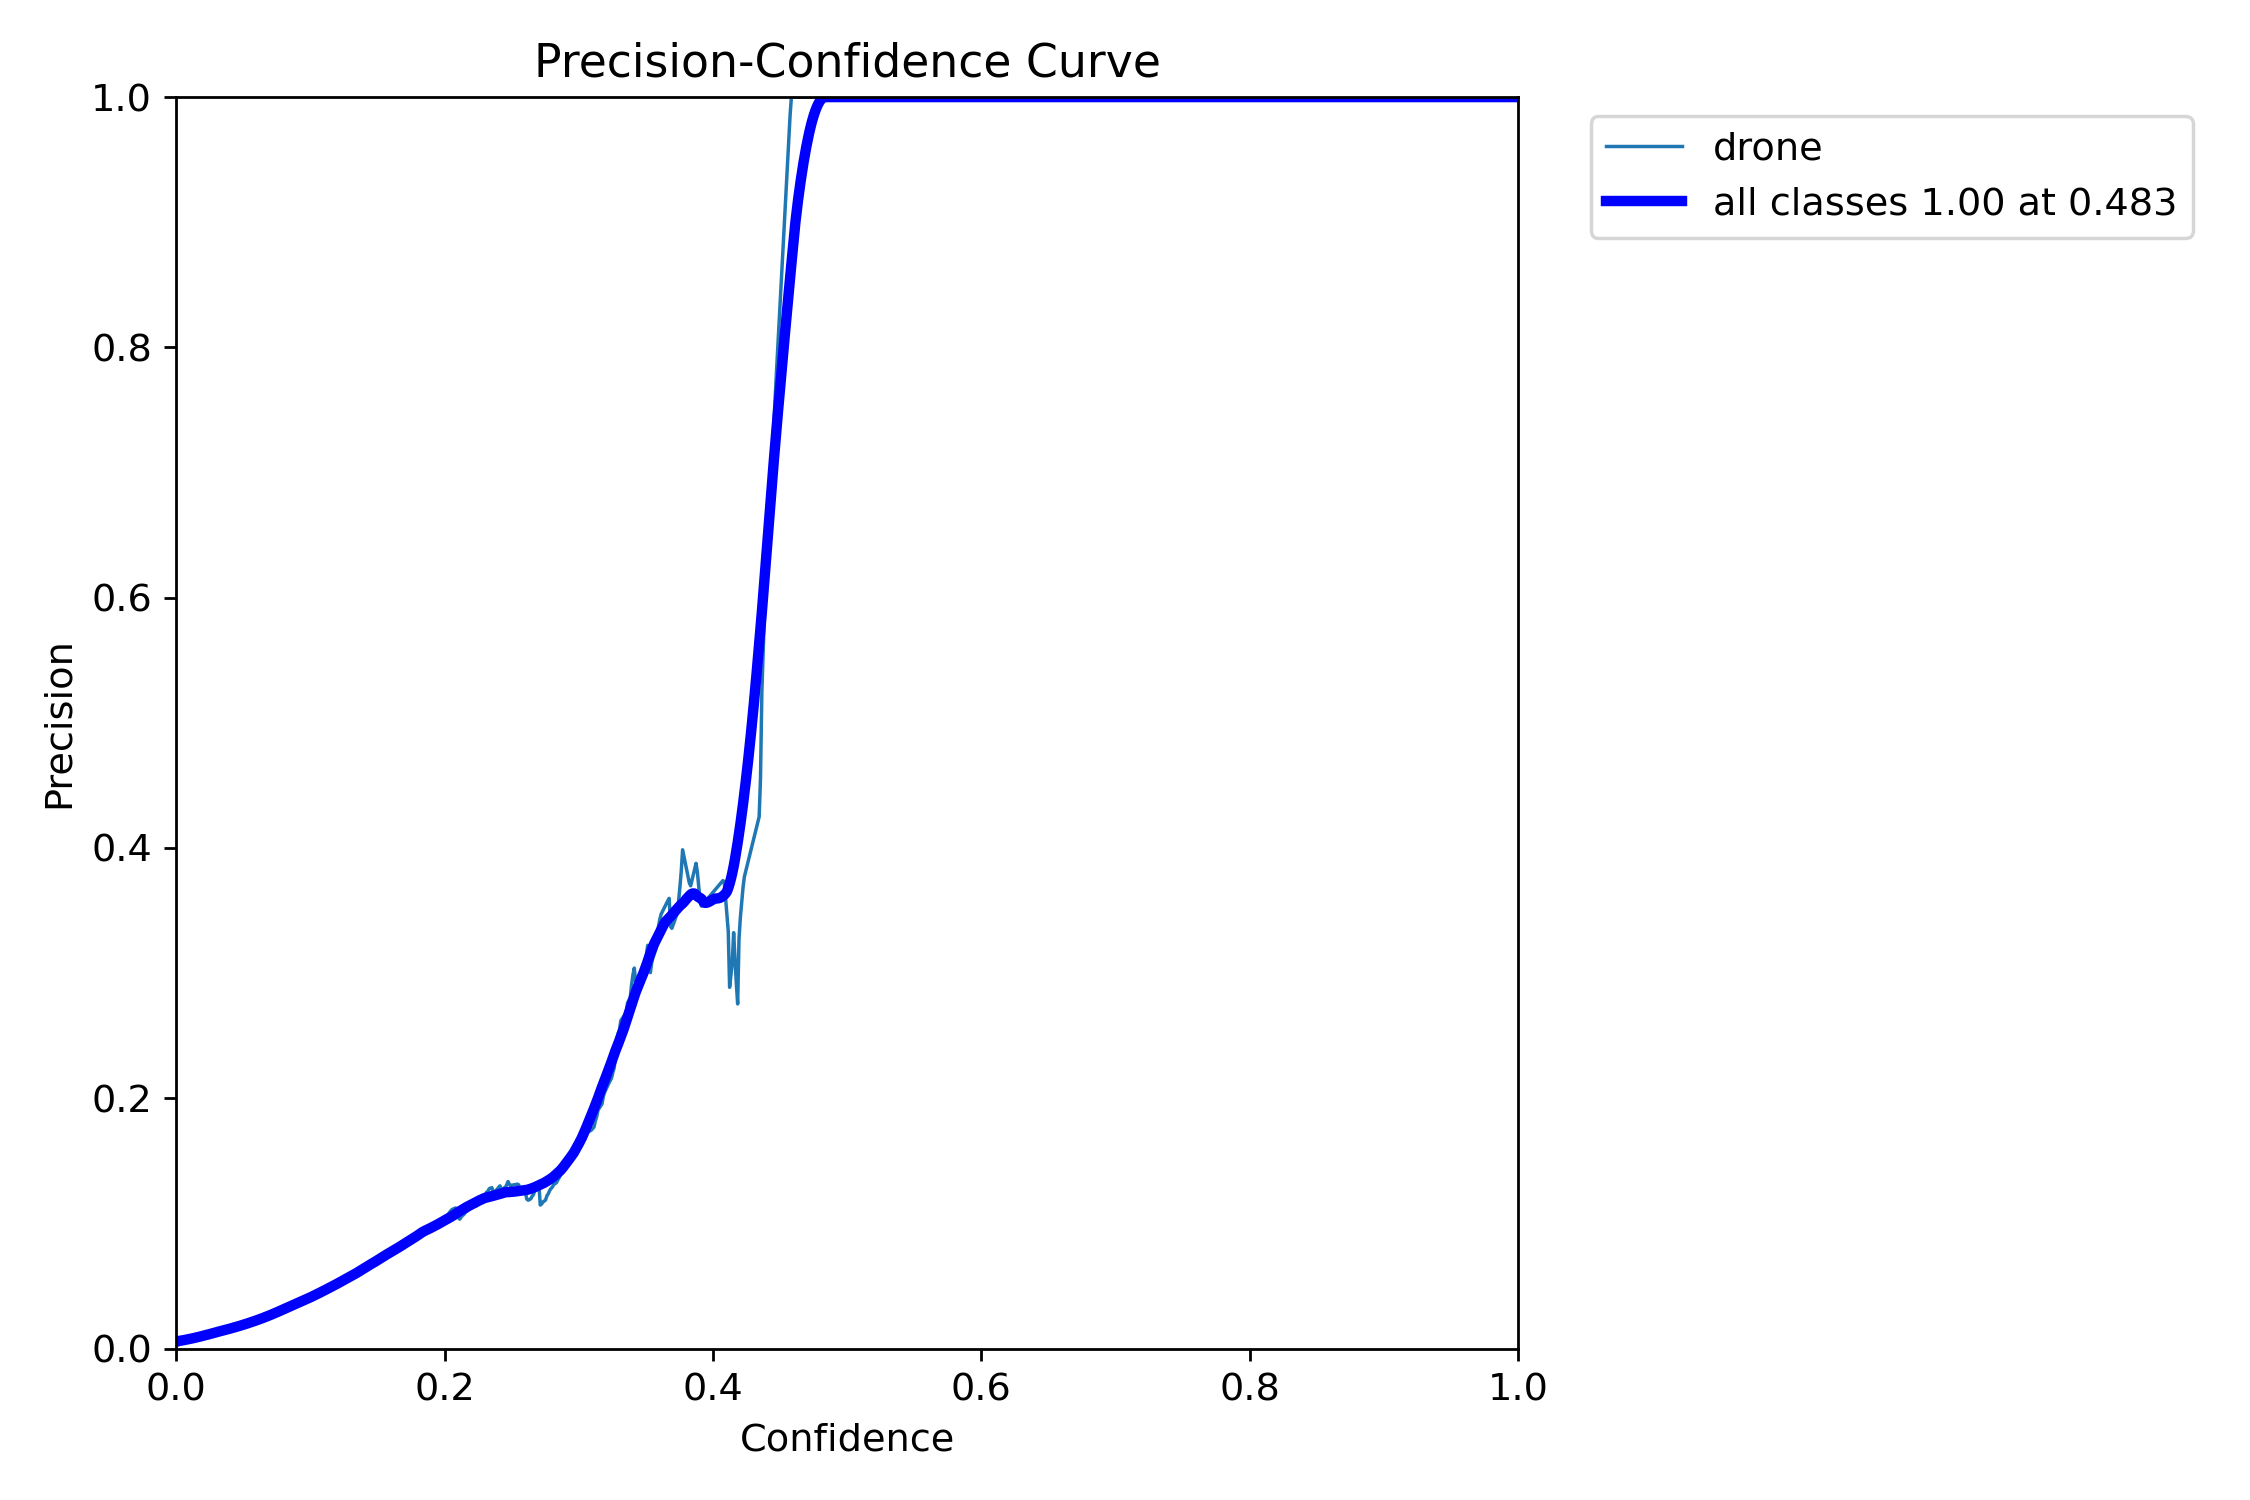 Precision-Confidence Curve
1.0
0.8
0.6
0.4
0.2
0.0
Precision
0.0 0.2 0.4 0.6 0.8 1.0
Confidence
drone
all classes 1.00 at 0.483